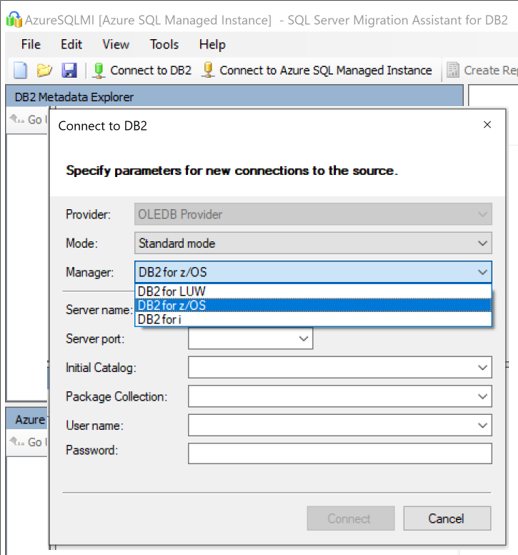 AzureSQLMI [Azure SQL Managed Instance] - SQL Server Migration Assistant for DB2
File Edit View Tools Help
Connect to DB2 Connect to Azure SQL Managed Instance Create Re
DB2 Metadata Explorer
Go
Connect to DB2
Specify parameters for new connections to the source.
Provider: OLEDB Provider
Mode: Standard mode
Manager: DB2 for z/OS
DB2 for LUW
DB2 for z/OS
Server name:
DB2 for i
Server port:
Initial Catalog:
Package Collection:
Azure
User name:
Go
Password:
Connect Cancel